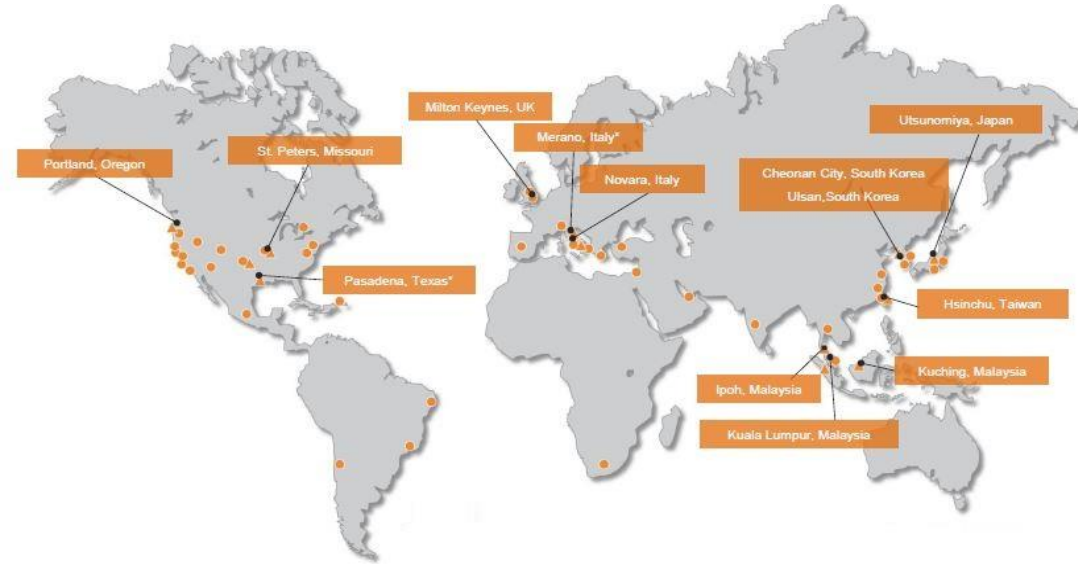 Milton Keynes, UK
Merano, Italy*
Utsunomiya, Japan
St. Peters, Missouri
Portland, Oregon
Novara, Italy
Cheonan City, South Korea
Ulsan,South Korea
Pasadena, Texas*
Hsinchu, Taiwan
Ipoh, Malaysia
Kuching, Malaysia
Kuala Lumpur, Malaysia